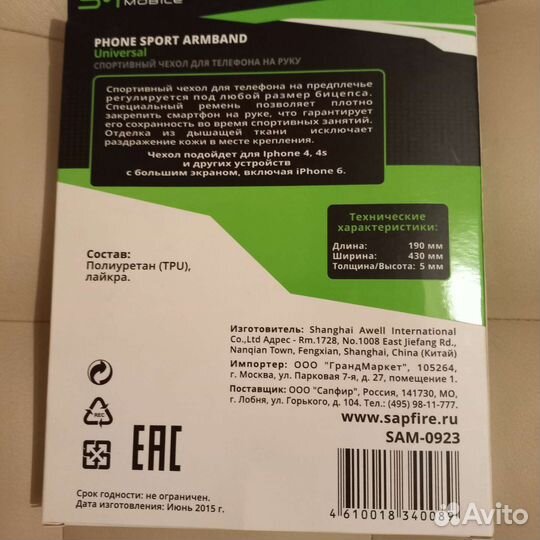 MOBILE
PHONE SPORT ARMBAND
Universal
СПОРТИВНЫЙ ЧЕХОЛ ДЛЯ ТЕЛЕФОНА НА РУКУ
Спортивный чехол для телефона на предплечье
регулируется под любой размер бицепса.
Специальный ремень позволяет плотно
закрепить смартфон на руке, что гарантирует
его сохранность во время спортивных занятий.
Отделка из дышащей ткани исключает
раздражение кожи в месте крепления.
Чехол подойдет для Iphone 4, 4s
и других устройств
с большим экраном, включая iPhone 6.
Технические
характеристики:
Длина: 190 мм
Ширина: 430 мм
Толщина/Высота: 5 мм
Состав:
Полиуретан (TPU),
лайкра.
Изготовитель: Shanghai Awell International
Co.,Ltd Адрес - Rm.1728, No.1008 East Jiefang Rd.,
Nanqian Town, Fengxian, Shanghai, China (Китай)
Импортер: ООО "ГрандМаркет", 105264,
г. Москва, ул. Парковая 7-я, д. 27, помещение 1.
Поставщик: ООО "Сапфир", Россия, 141730, МО,
г. Лобня, ул. Горького, д. 104. Тел.: (495) 98-11-777.
www.sapfire.ru
SAM-0923
REC
EAC
Срок годности: не ограничен.
Дата изготовления: Июнь 2015 г.
4 610018 340089
Avito